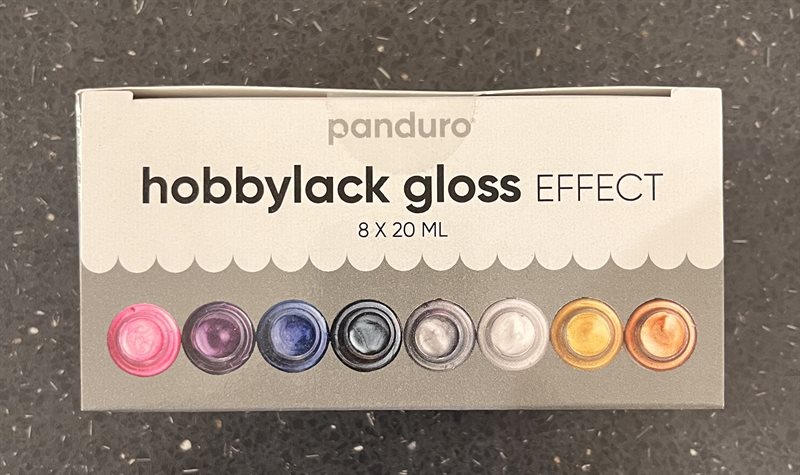 panduro
hobbylack gloss EFFECT
8 X 20 ML